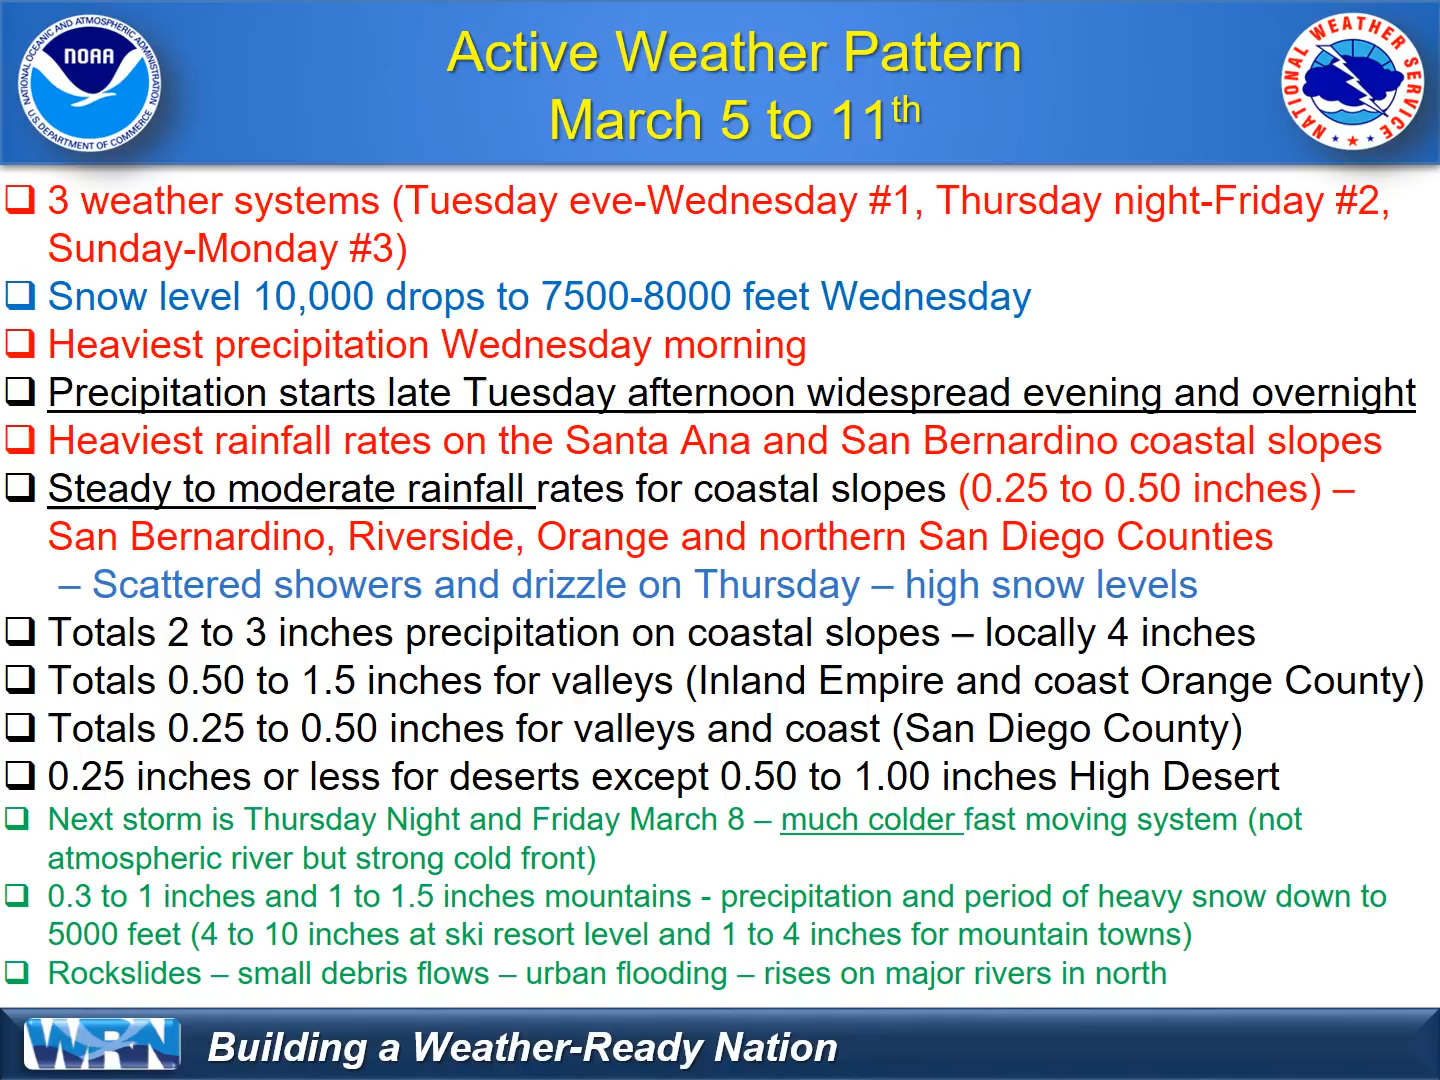 NATIONAL OCEANIC AND ATMOSPHERIC ADMINISTRATION
NOAA
U.S. DEPARTMENT OF COMMERCE
Active Weather Pattern
March 5 to 11th
NATIONAL WEATHER SERVICE
3 weather systems (Tuesday eve-Wednesday #1, Thursday night-Friday #2,
Sunday-Monday #3)
Snow level 10,000 drops to 7500-8000 feet Wednesday
Heaviest precipitation Wednesday morning
Precipitation starts late Tuesday afternoon widespread evening and overnight
Heaviest rainfall rates on the Santa Ana and San Bernardino coastal slopes
Steady to moderate rainfall rates for coastal slopes (0.25 to 0.50 inches) –
San Bernardino, Riverside, Orange and northern San Diego Counties
– Scattered showers and drizzle on Thursday – high snow levels
Totals 2 to 3 inches precipitation on coastal slopes – locally 4 inches
Totals 0.50 to 1.5 inches for valleys (Inland Empire and coast Orange County)
Totals 0.25 to 0.50 inches for valleys and coast (San Diego County)
0.25 inches or less for deserts except 0.50 to 1.00 inches High Desert
Next storm is Thursday Night and Friday March 8 – much colder fast moving system (not
atmospheric river but strong cold front)
0.3 to 1 inches and 1 to 1.5 inches mountains - precipitation and period of heavy snow down to
5000 feet (4 to 10 inches at ski resort level and 1 to 4 inches for mountain towns)
Rockslides – small debris flows – urban flooding – rises on major rivers in north
WRN
Building a Weather-Ready Nation